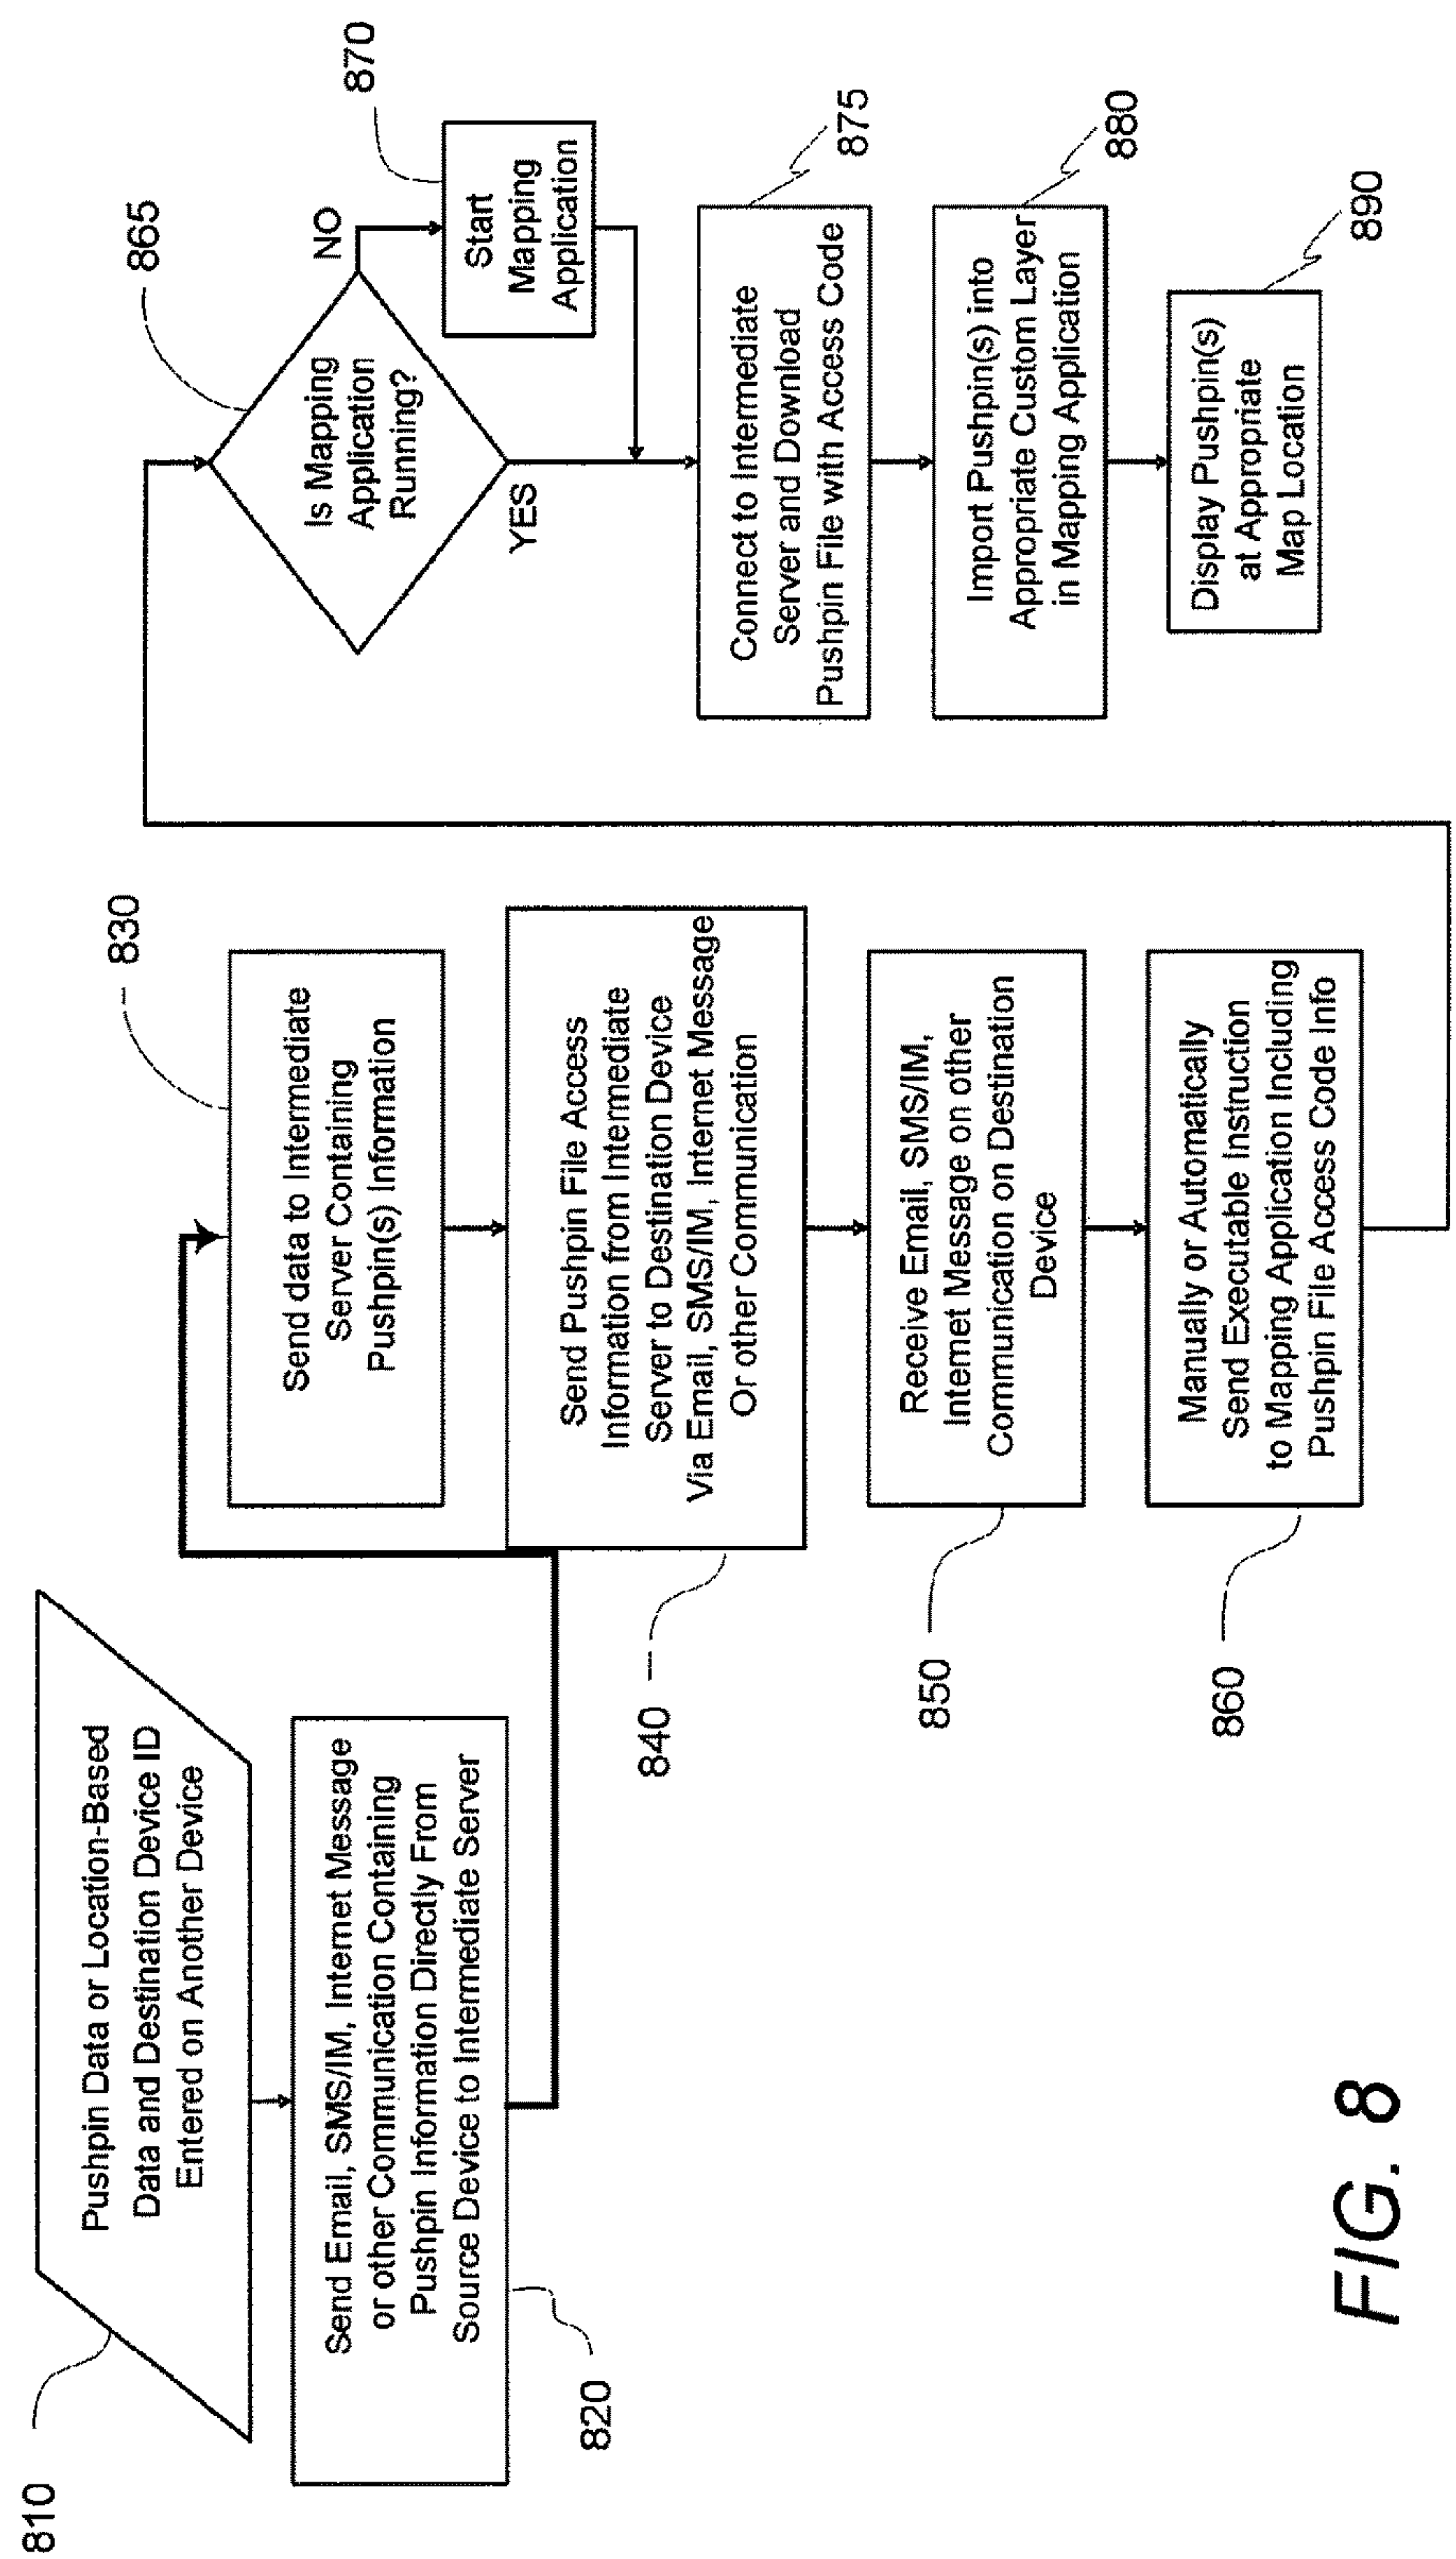 810
Pushpin Data or Location-Based
Data and Destination Device ID
Entered on Another Device
Send Email, SMS/IM, Internet Message
or other Communication Containing
Pushpin Information Directly From
Source Device to Intermediate Server
820
830
Send data to Intermediate
Server Containing
Pushpin(s) Information
Send Pushpin File Access
Information from Intermediate
Server to Destination Device
Via Email, SMS/IM, Internet Message
Or other Communication
840
Receive Email, SMS/IM,
Internet Message on other
Communication on Destination
Device
850
Manually or Automatically
Send Executable Instruction
to Mapping Application Including
Pushpin File Access Code Info
860
865
Is Mapping
Application
Running?
NO
YES
870
Start
Mapping
Application
Connect to Intermediate
Server and Download
Pushpin File with Access Code
875
Import Pushpin(s) into
Appropriate Custom Layer
in Mapping Application
880
Display Pushpin(s)
at Appropriate
Map Location
890
FIG. 8